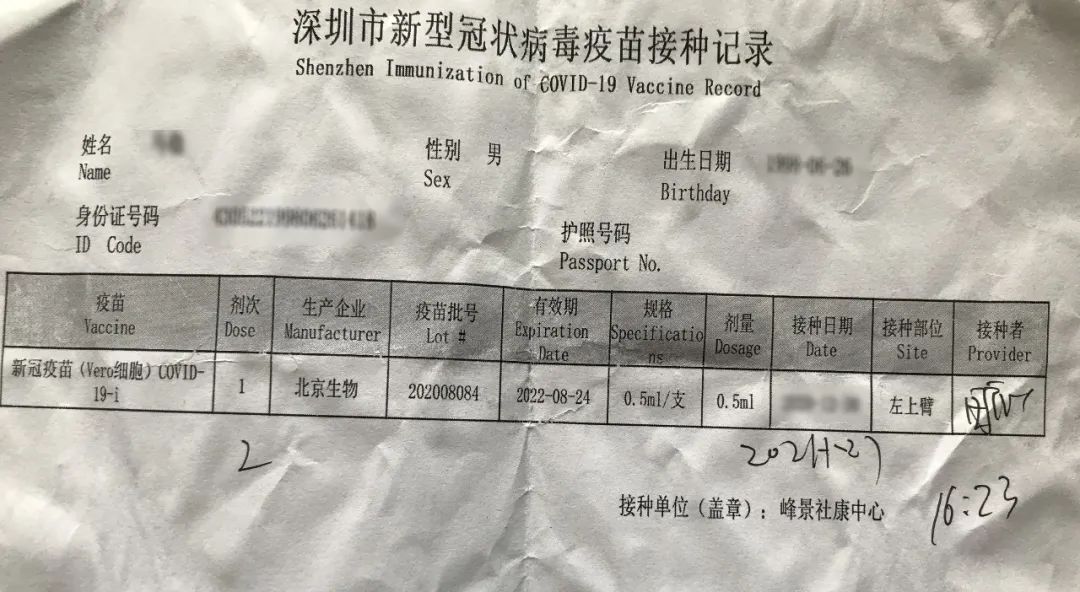 深圳市新型冠状病毒疫苗接种记录
Shenzhen Immunization of COVID-19 Vaccine Record
姓名 性别 男 出生日期
Name Sex Birthday
身份证号码 护照号码
ID Code Passport No.
疫苗 剂次 生产企业 疫苗批号 有效期 规格 剂量 接种日期 接种部位 接种者
Vaccine Dose Manufacturer Lot # Expiration Date Specifications Dosage Date Site Provider
新冠疫苗（Vero细胞）COVID-19-i 1 北京生物 202008084 2022-08-24 0.5ml/支 0.5ml 左上臂
2
接种单位（盖章）：峰景社康中心
16:23